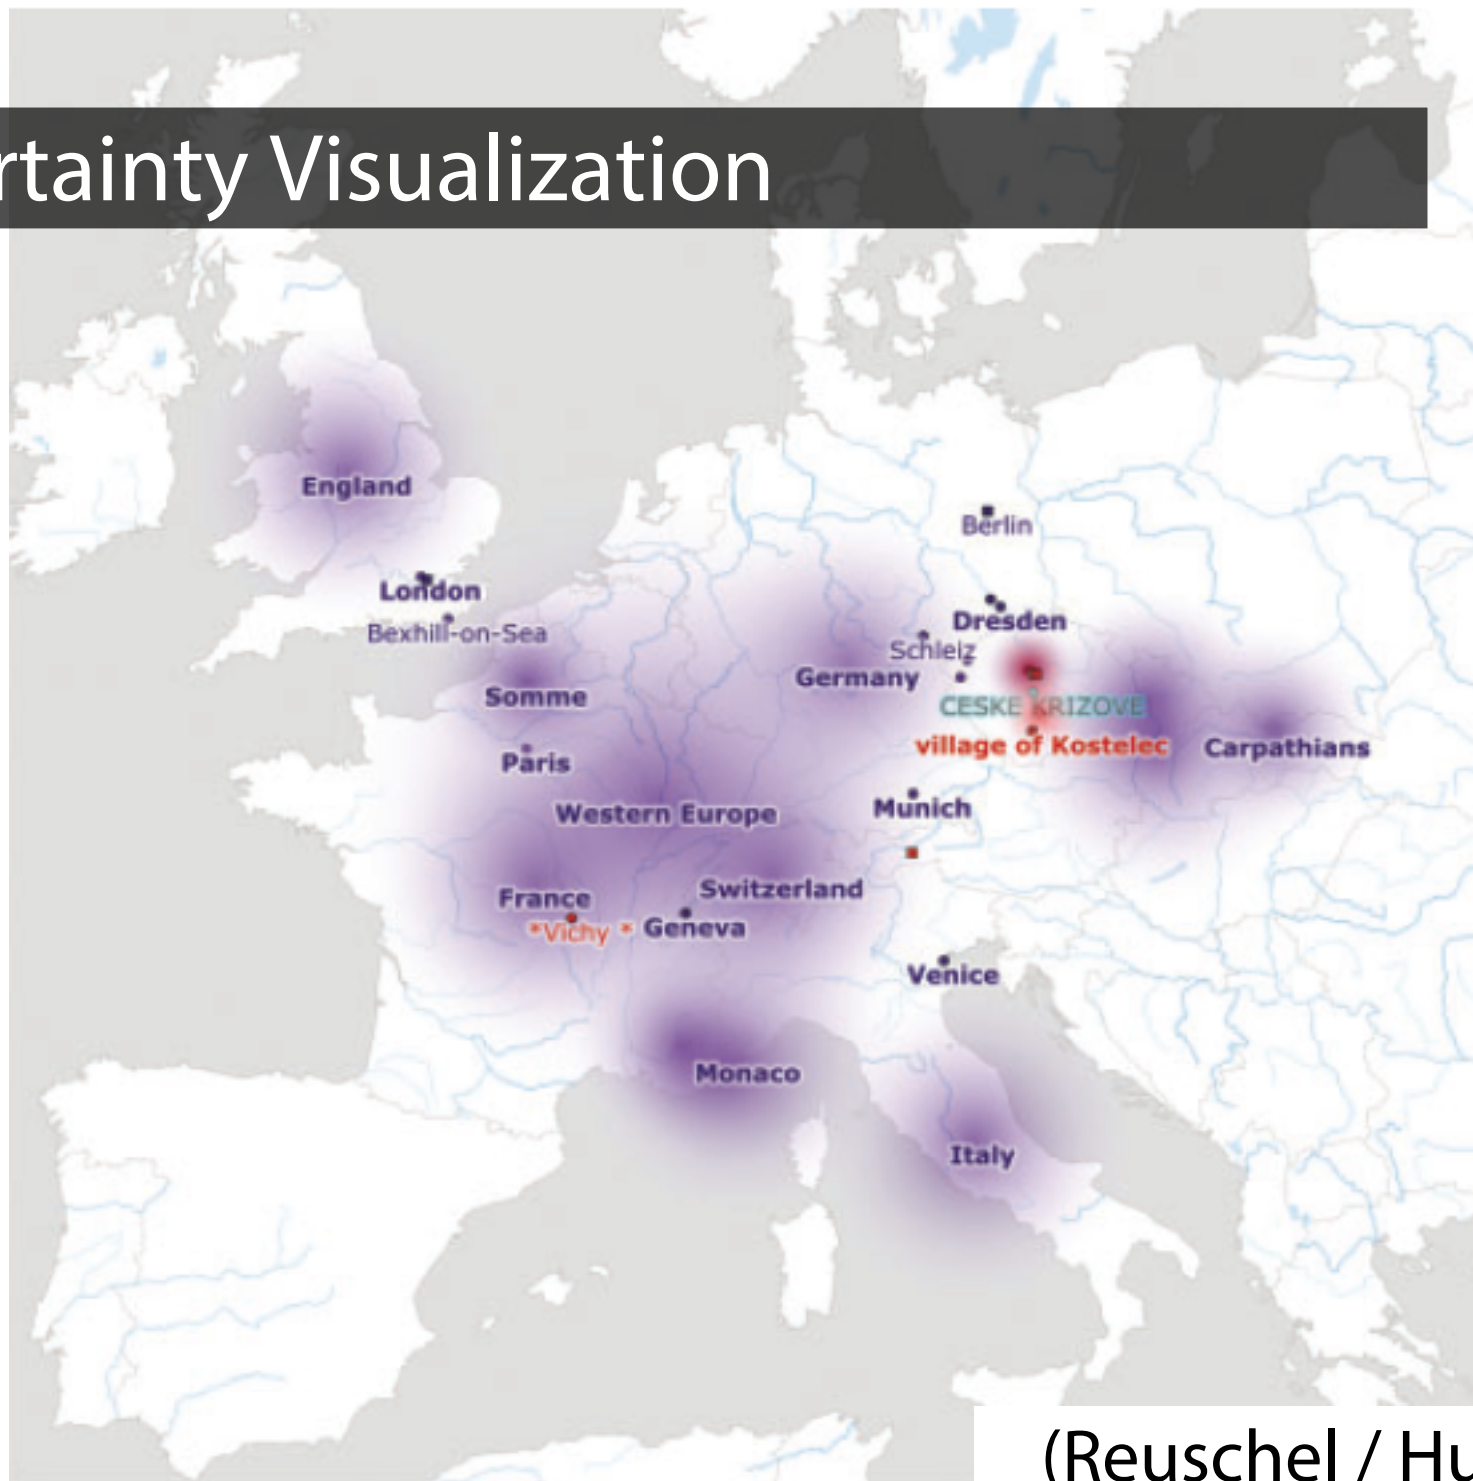 rtainty Visualization
England
Berlin
London
Dresden
Bexhill-on-Sea
Schleiz
Germany
Somme
CESKE KRIZOVE
village of Kostelec
Carpathians
Paris
Western Europe
Munich
Switzerland
France
*Vichy *
Geneva
Venice
Monaco
Italy
(Reuschel / Hu